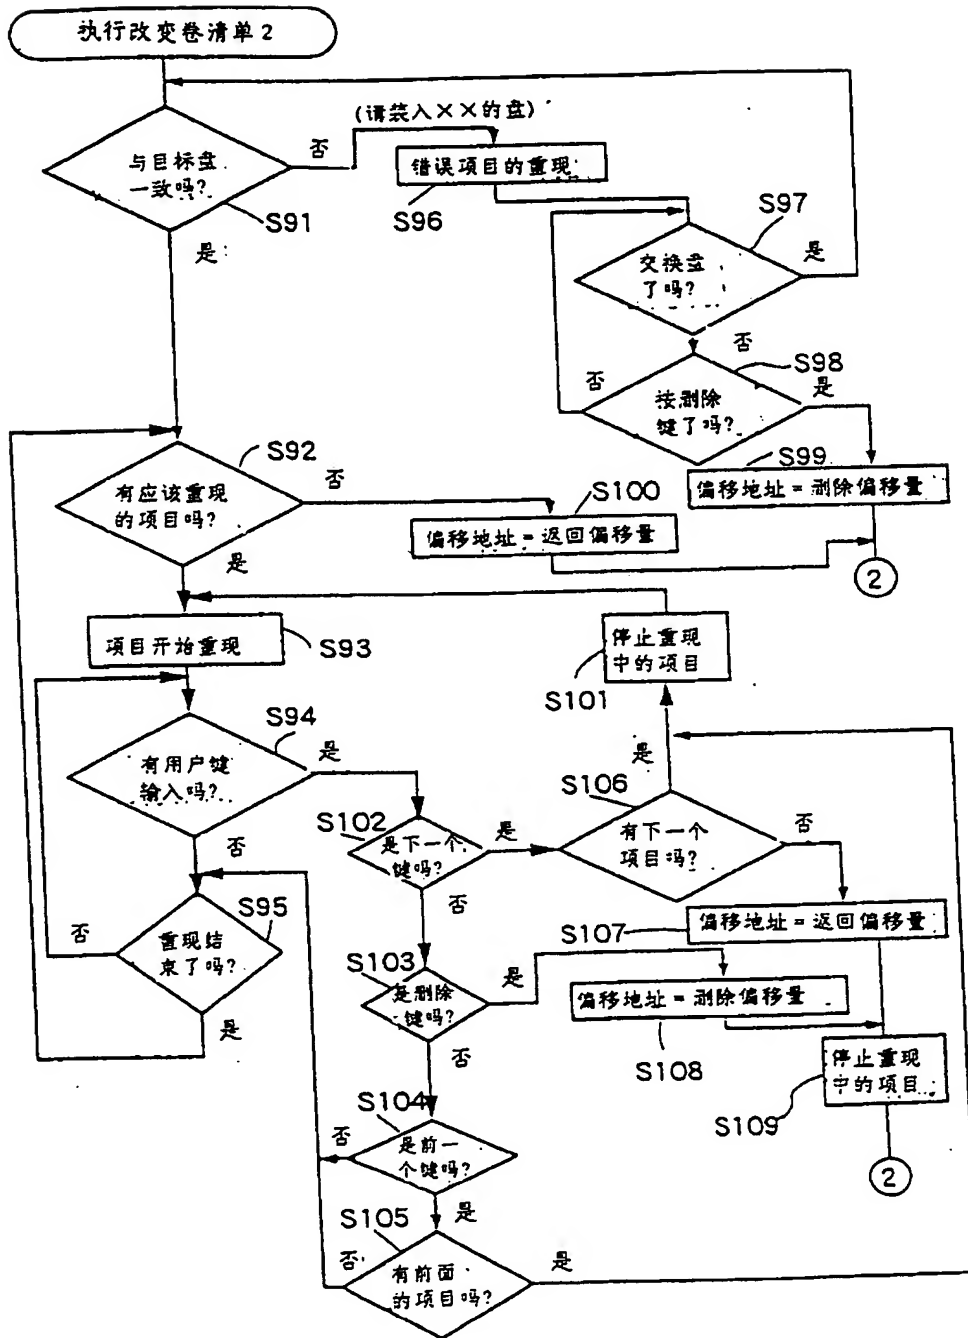 执行改变卷清单2
(请装入××的盘)
与目标盘
一致吗?
否
S91
是
错误项目的重现
S96
S97
交换盘
了吗?
是
否
S98
按删除
键了吗?
否
是
S99
偏移地址=删除偏移量
S92
有应该重现
的项目吗?
否
是
S100
偏移地址=返回偏移量
2
项目开始重现
S93
停止重现
中的项目
S101
S94
有用户键
输入吗?
是
否
S102
是下一个
键吗?
是
否
S106
有下一个
项目吗?
是
否
S95
重现结
束了吗?
否
是
S107
偏移地址=返回偏移量
S103
是删除
键吗?
是
否
偏移地址=删除偏移量
S108
停止重现
中的项目
S109
2
S104
是前一
个键吗?
否
是
S105
有前面
的项目吗?
否
是